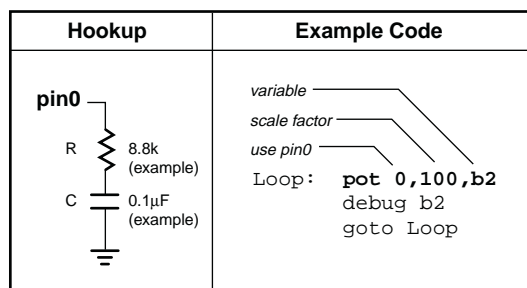 Hookup
Example Code
pin0
R
8.8k
(example)
C
0.1µF
(example)
variable
scale factor
use pin0
Loop: pot 0,100,b2
debug b2
goto Loop